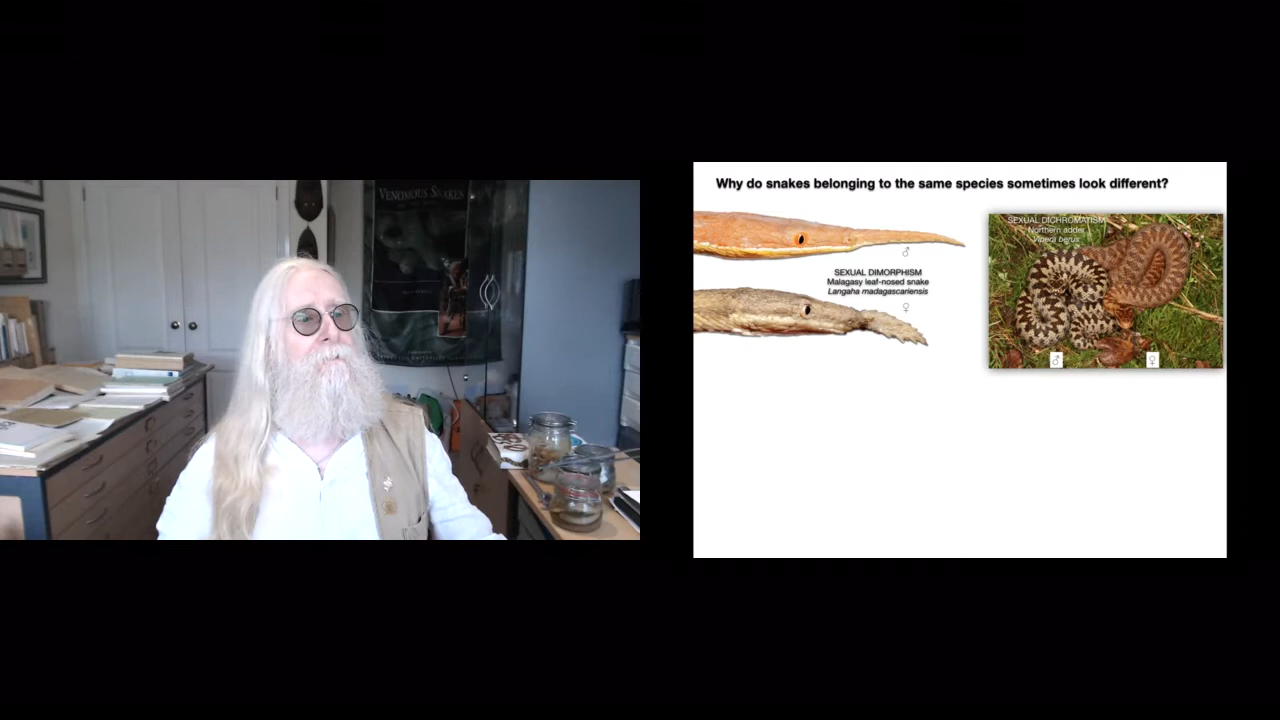 VENOMOUS SNAKES
Why do snakes belonging to the same species sometimes look different?
♂
SEXUAL DIMORPHISM
Malagasy leaf-nosed snake
Langaha madagascariensis
♀
SEXUAL DICHROMATISM
Northern adder
Vipera berus
♂ ♀